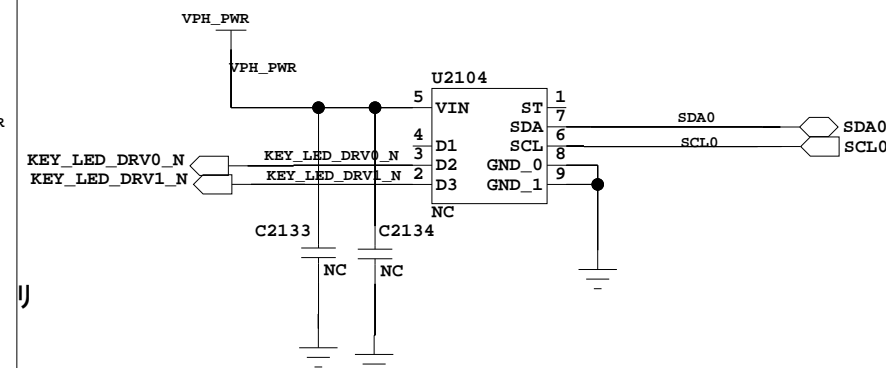 VPH_PWR
VPH_PWR
U2104
5 VIN ST 1
R
SDA 7 SDA0 SDA0
4 D1 SCL 6 SCL0 SCL0
KEY_LED_DRV0_N KEY_LED_DRV0_N 3 D2 GND_0 8
KEY_LED_DRV1_N KEY_LED_DRV1_N 2 D3 GND_1 9
NC
C2133 C2134
NC NC